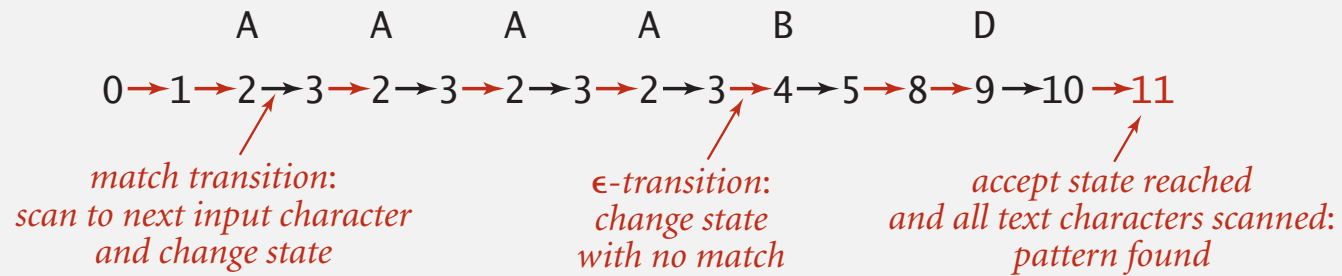 A A A A B D
0 1 2 3 2 3 2 3 2 3 4 5 8 9 10 11
match transition:
scan to next input character
and change state
ϵ-transition:
change state
with no match
accept state reached
and all text characters scanned:
pattern found